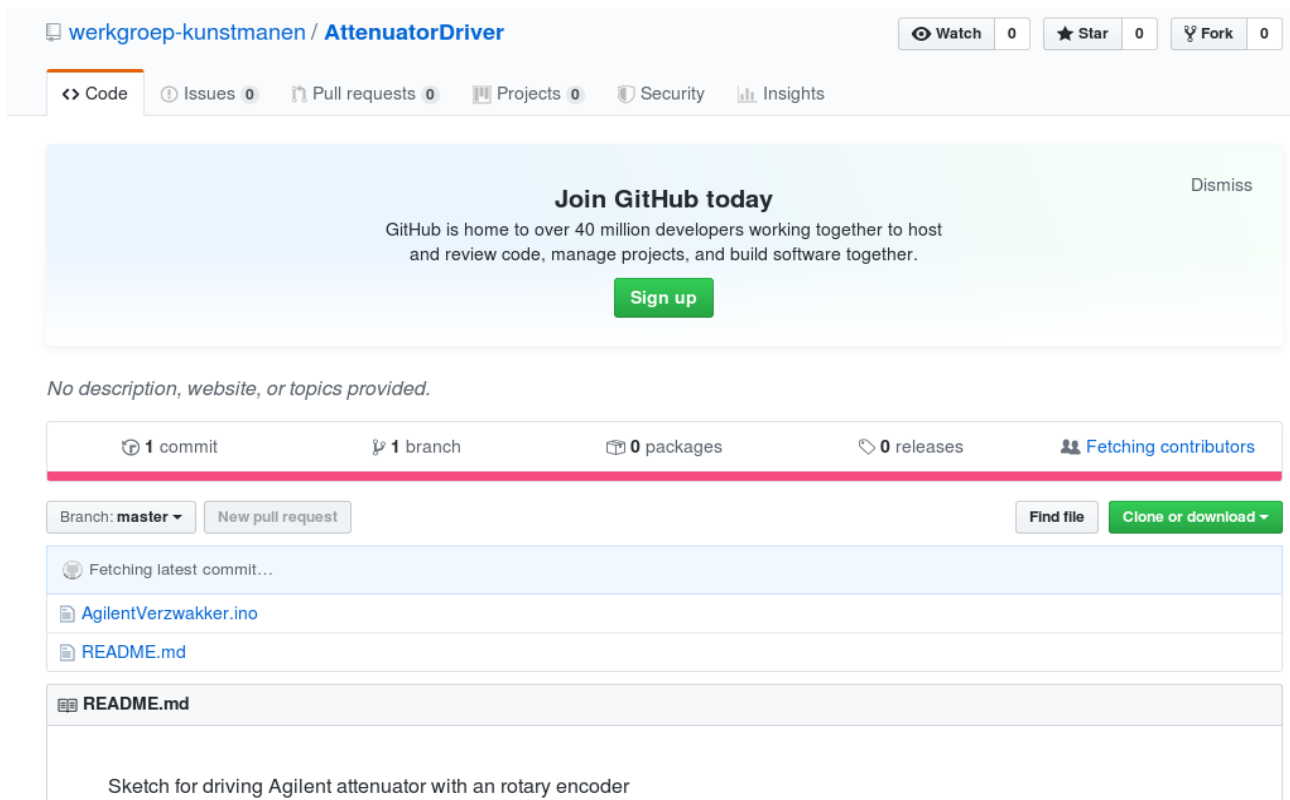 werkgroep-kunstmanen / AttenuatorDriver
Watch 0 Star 0 Fork 0
Code Issues 0 Pull requests 0 Projects 0 Security Insights
Join GitHub today
Dismiss
GitHub is home to over 40 million developers working together to host
and review code, manage projects, and build software together.
Sign up
No description, website, or topics provided.
1 commit 1 branch 0 packages 0 releases Fetching contributors
Branch: master New pull request Find file Clone or download
Fetching latest commit…
AgilentVerzwakker.ino
README.md
README.md
Sketch for driving Agilent attenuator with an rotary encoder